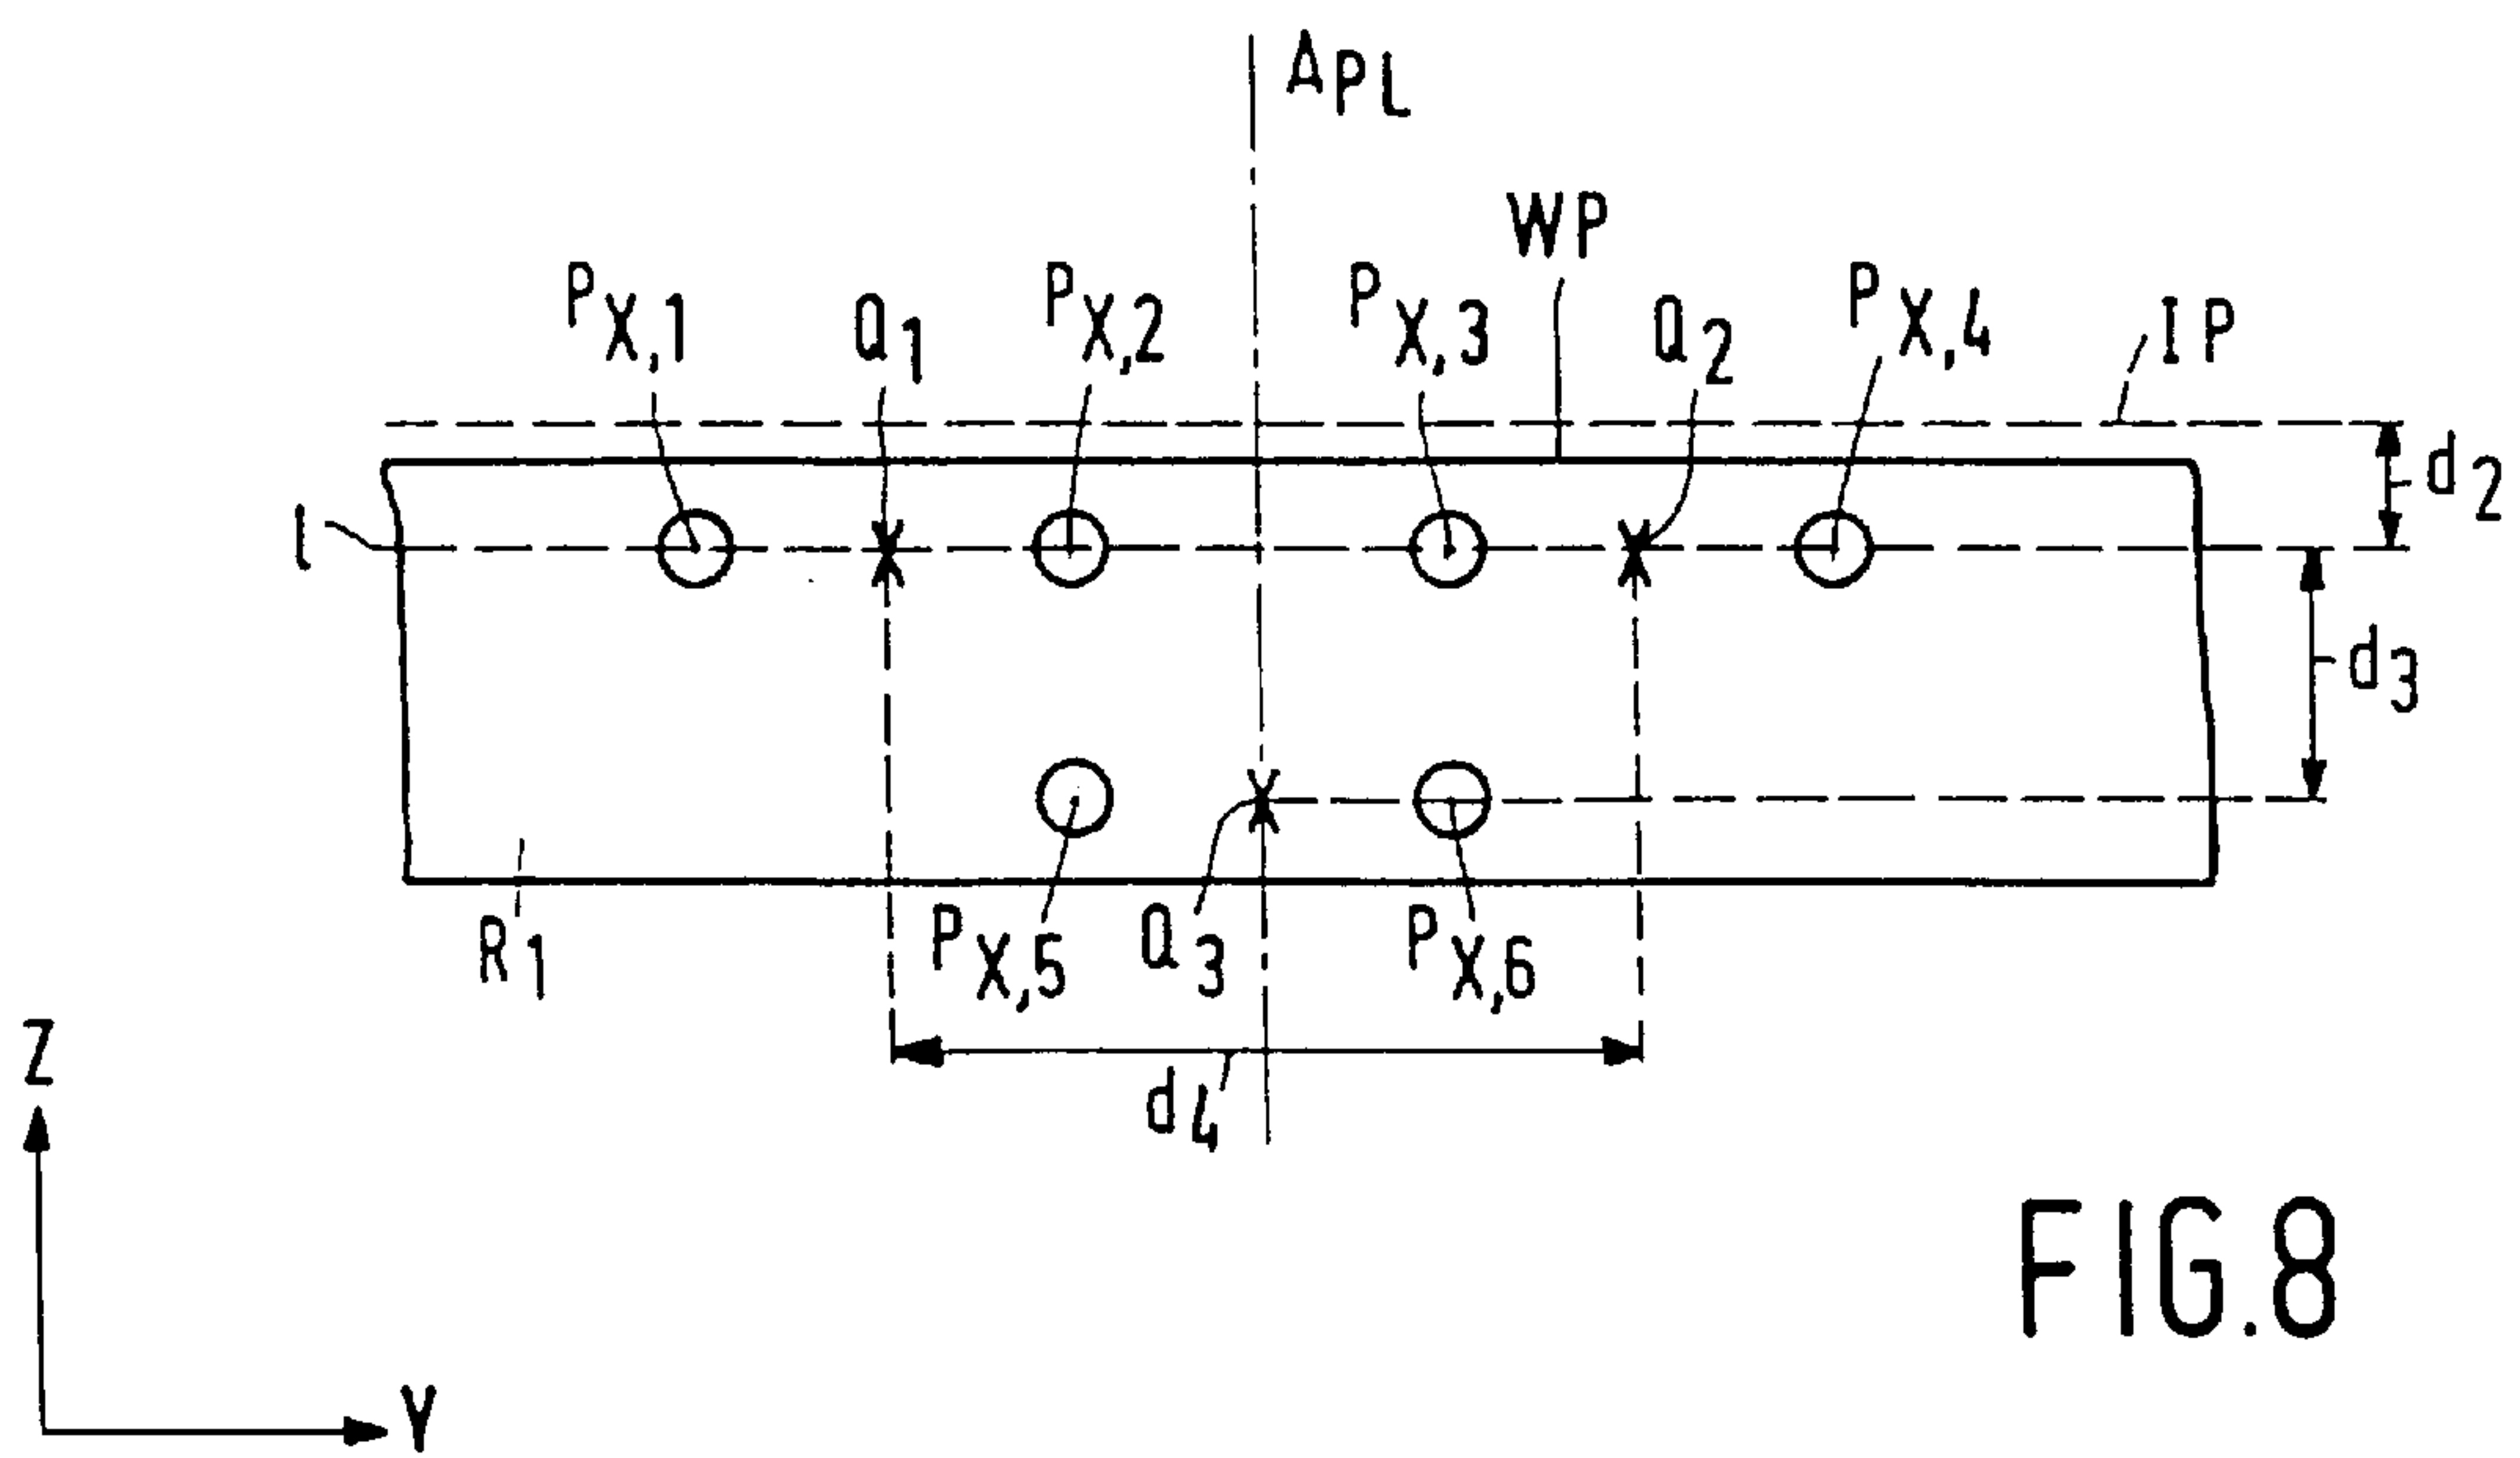 APL
WP
PX,1
Q1
PX,2
PX,3
Q2
PX,4
IP
d2
l
d3
R1
PX,5
Q3
PX,6
d4
Z
Y
FIG.8